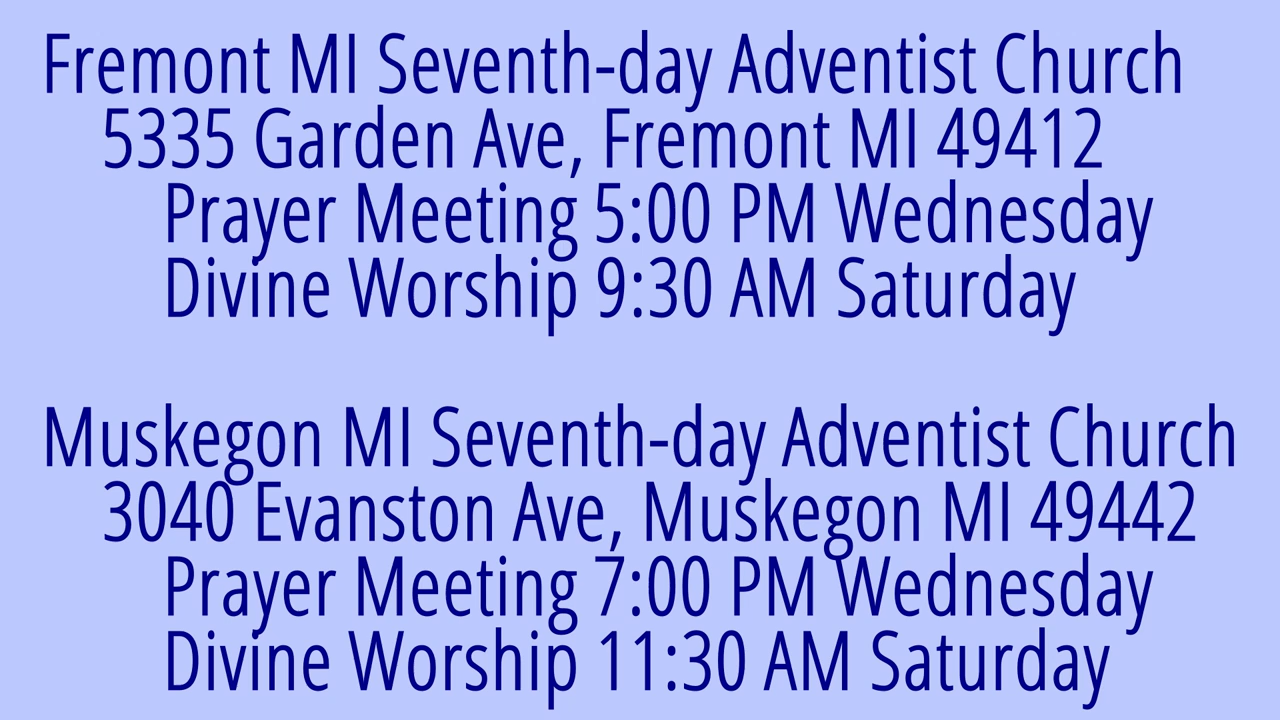 Fremont MI Seventh-day Adventist Church
5335 Garden Ave, Fremont MI 49412
Prayer Meeting 5:00 PM Wednesday
Divine Worship 9:30 AM Saturday
Muskegon MI Seventh-day Adventist Church
3040 Evanston Ave, Muskegon MI 49442
Prayer Meeting 7:00 PM Wednesday
Divine Worship 11:30 AM Saturday